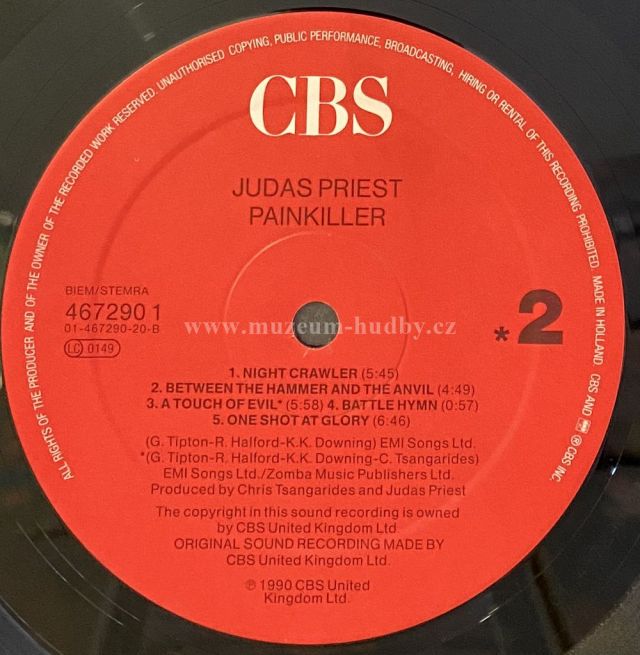 ALL RIGHTS OF THE PRODUCER AND OF THE OWNER OF THE RECORDED WORK RESERVED. UNAUTHORISED COPYING, PUBLIC PERFORMANCE, BROADCASTING, HIRING OR RENTAL OF THIS RECORDING PROHIBITED. MADE IN HOLLAND. CBS AND ℗ CBS INC.
CBS
JUDAS PRIEST
PAINKILLER
BIEM/STEMRA
467290 1
01-467290-20-B
LC 0149
*2
www.muzeum-hudby.cz
1. NIGHT CRAWLER (5:45)
2. BETWEEN THE HAMMER AND THE ANVIL (4:49)
3. A TOUCH OF EVIL* (5:58) 4. BATTLE HYMN (0:57)
5. ONE SHOT AT GLORY (6:46)
(G. Tipton-R. Halford-K.K. Downing) EMI Songs Ltd.
*(G. Tipton-R. Halford-K.K. Downing-C. Tsangarides)
EMI Songs Ltd./Zomba Music Publishers Ltd.
Produced by Chris Tsangarides and Judas Priest
The copyright in this sound recording is owned
by CBS United Kingdom Ltd.
ORIGINAL SOUND RECORDING MADE BY
CBS United Kingdom Ltd.
℗ 1990 CBS United
Kingdom Ltd.